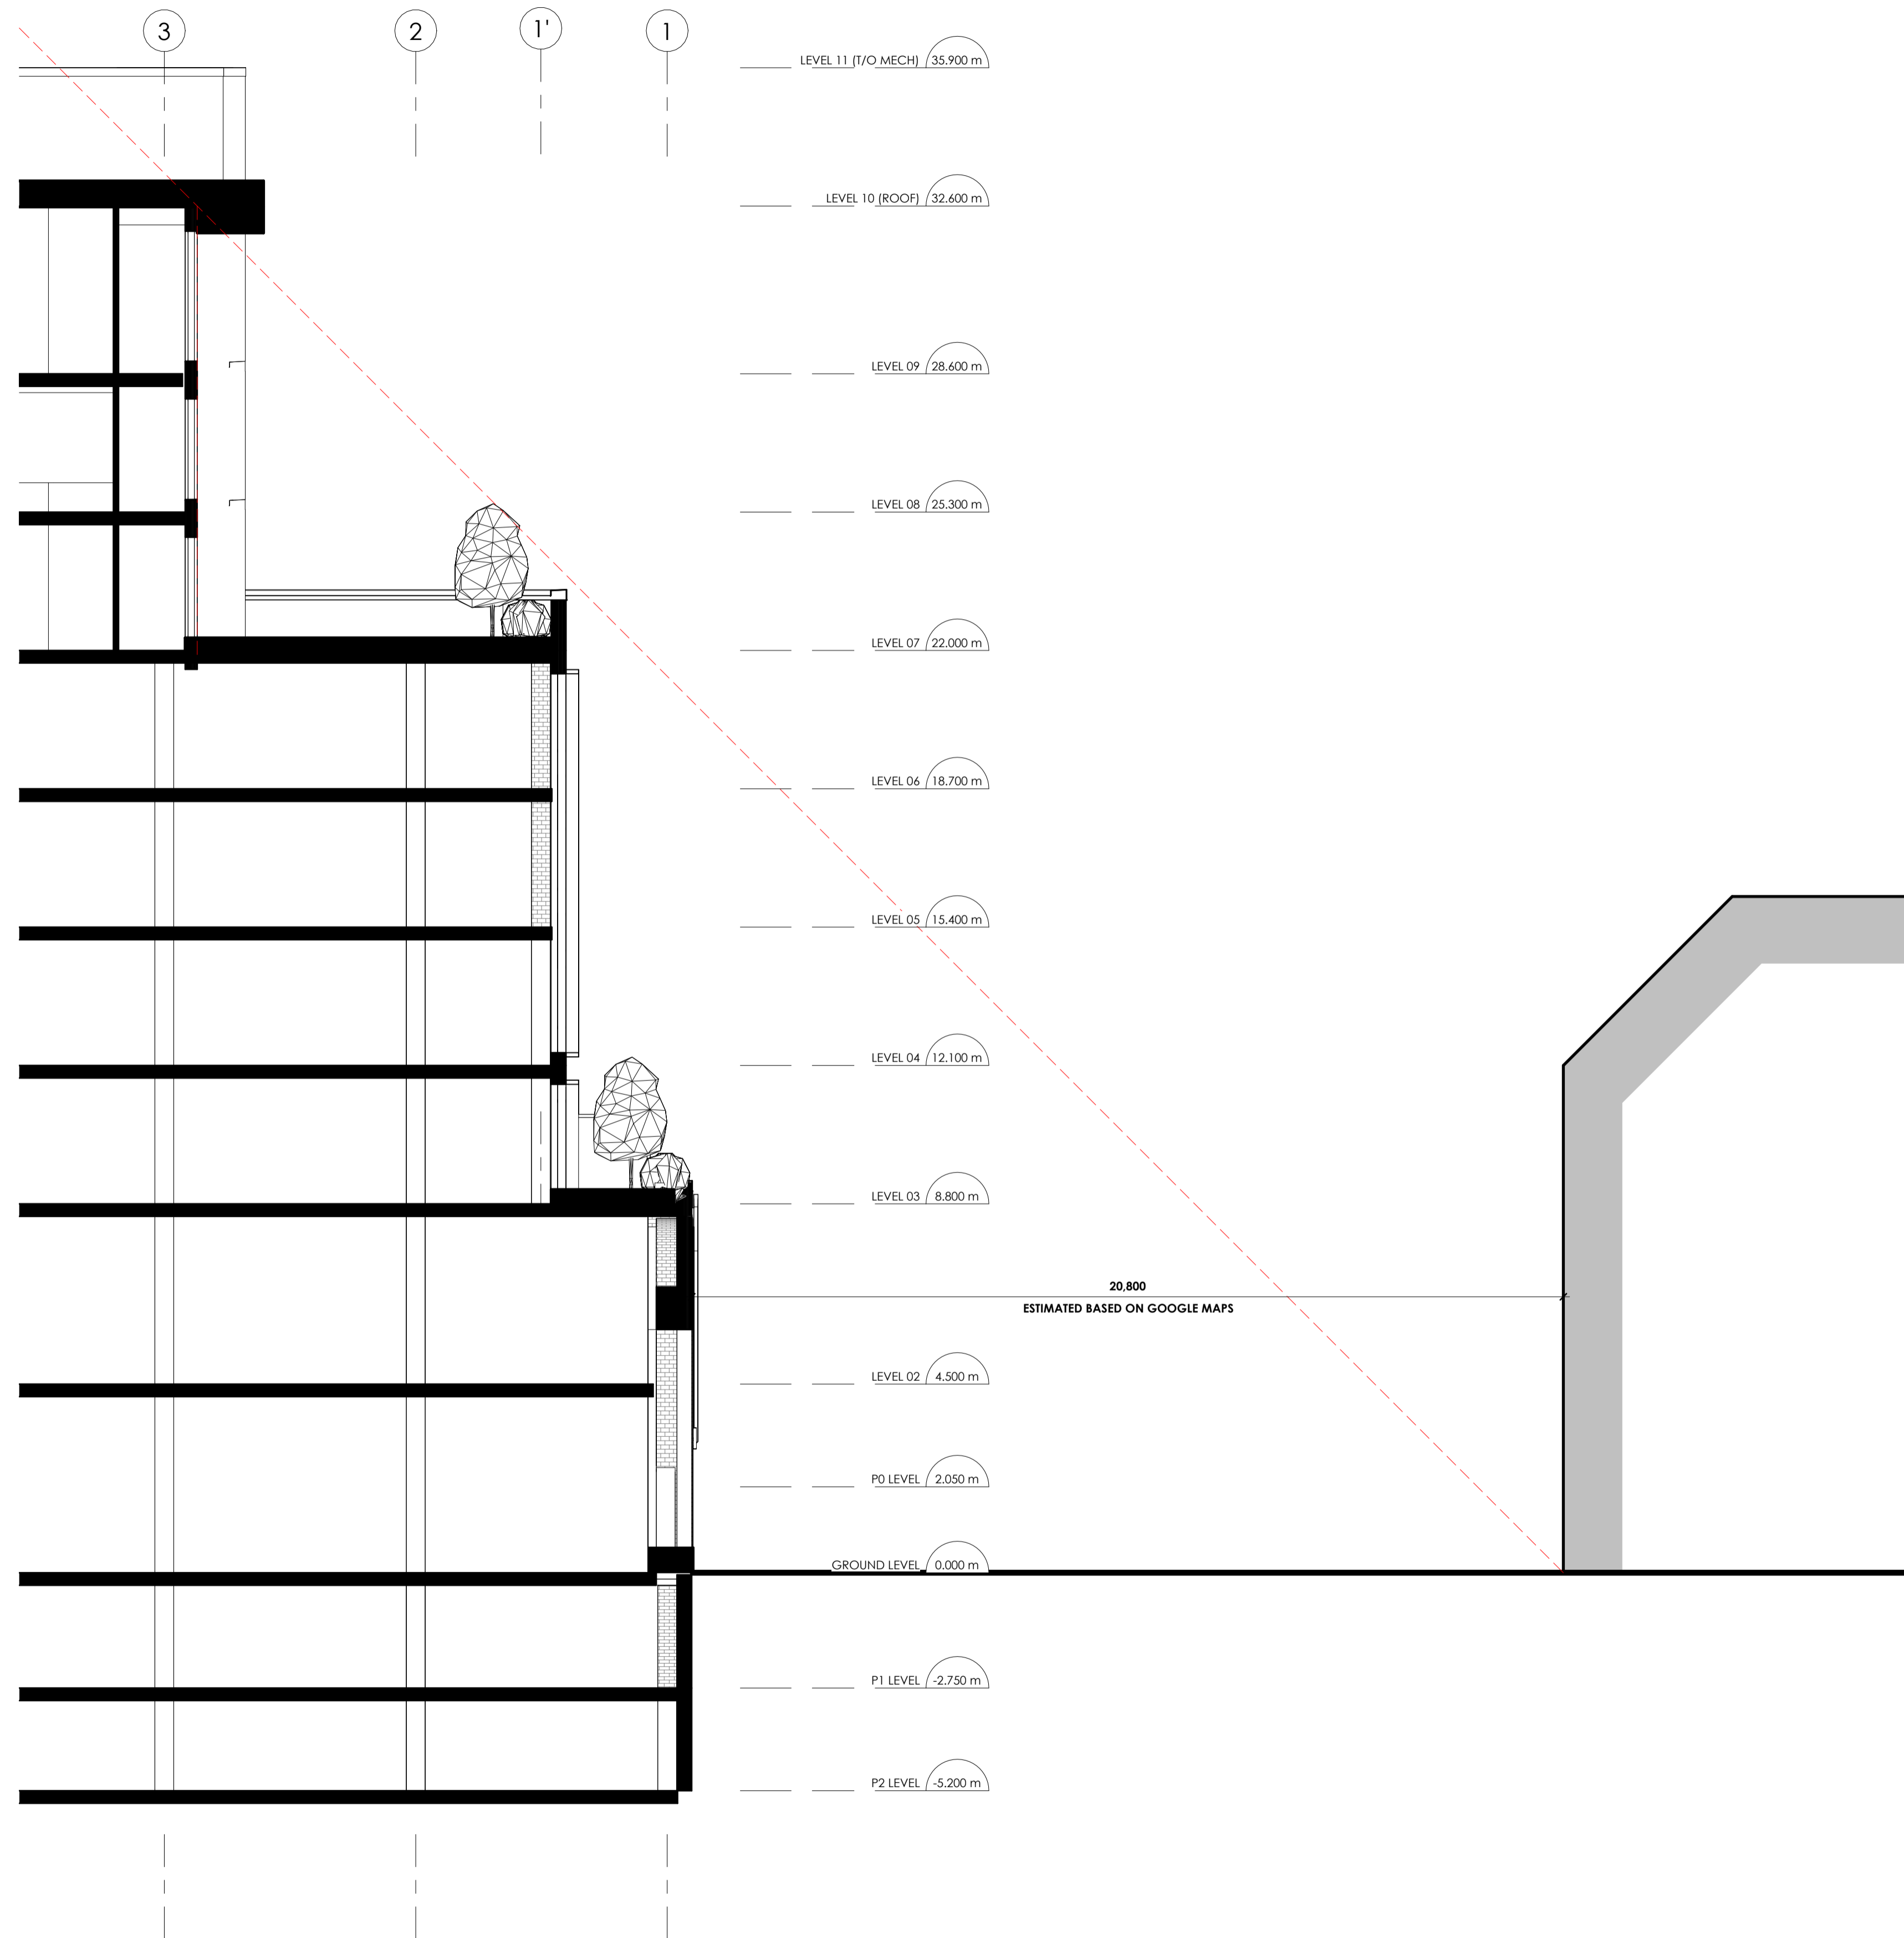 3 2 1' 1
LEVEL 11 (T/O MECH) 35.900 m
LEVEL 10 (ROOF) 32.600 m
LEVEL 09 28.600 m
LEVEL 08 25.300 m
LEVEL 07 22.000 m
LEVEL 06 18.700 m
LEVEL 05 15.400 m
LEVEL 04 12.100 m
LEVEL 03 8.800 m
20,800
ESTIMATED BASED ON GOOGLE MAPS
LEVEL 02 4.500 m
P0 LEVEL 2.050 m
GROUND LEVEL 0.000 m
P1 LEVEL -2.750 m
P2 LEVEL -5.200 m